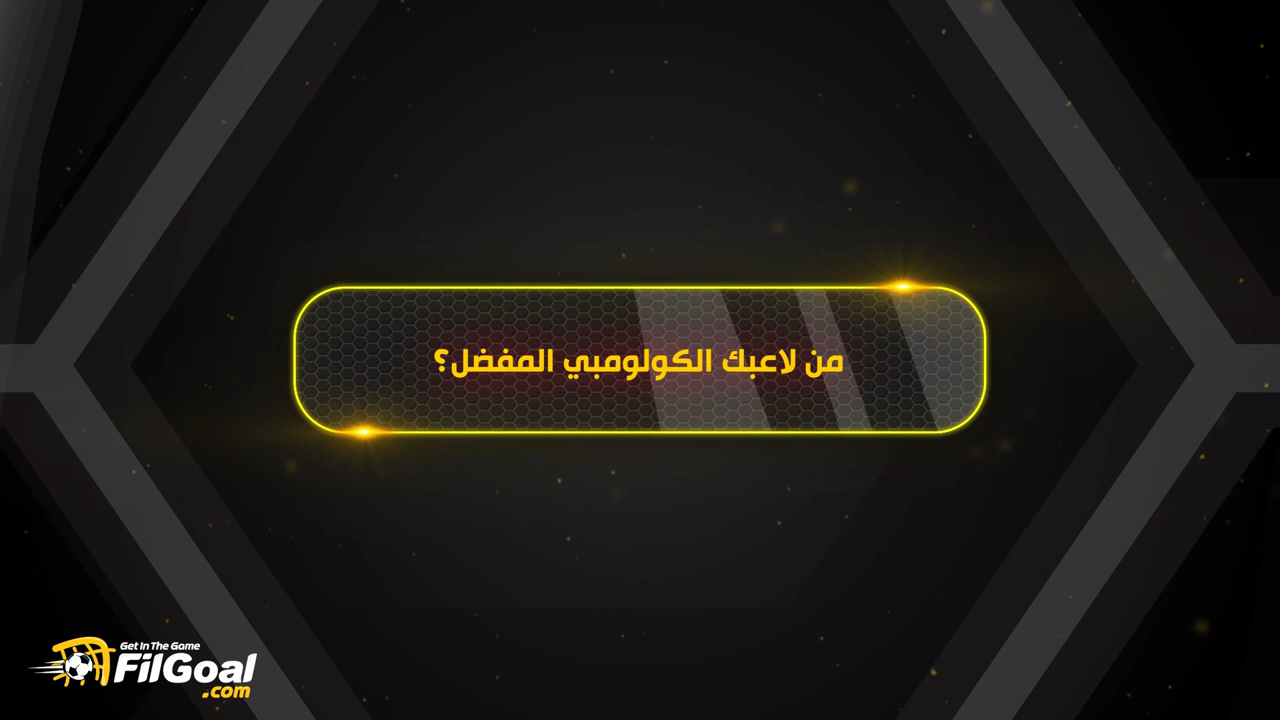 من لاعبك الكولومبي المفضل؟
Get In The Game
FilGoal
.com